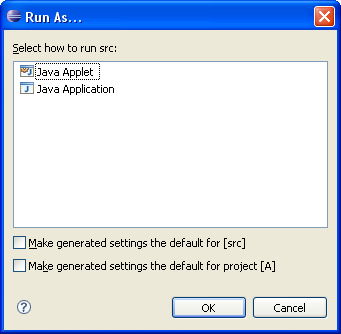 Run As...
Select how to run src:
Java Applet
Java Application
Make generated settings the default for [src]
Make generated settings the default for project [A]
?
OK
Cancel